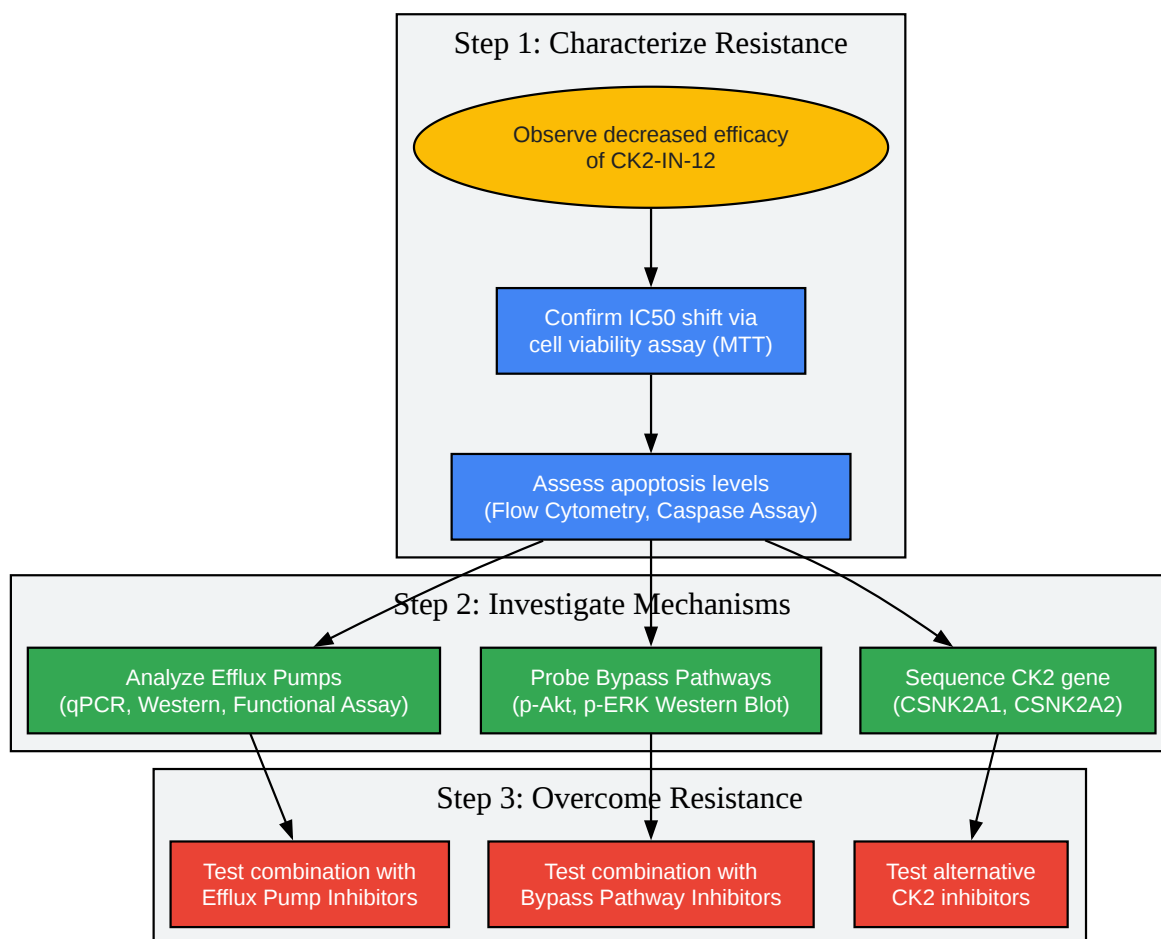 Step 1: Characterize Resistance
Observe decreased efficacy
of CK2-IN-12
Confirm IC50 shift via
cell viability assay (MTT)
Assess apoptosis levels
(Flow Cytometry, Caspase Assay)
Step 2: Investigate Mechanisms
Analyze Efflux Pumps
(qPCR, Western, Functional Assay)
Probe Bypass Pathways
(p-Akt, p-ERK Western Blot)
Sequence CK2 gene
(CSNK2A1, CSNK2A2)
Step 3: Overcome Resistance
Test combination with
Efflux Pump Inhibitors
Test combination with
Bypass Pathway Inhibitors
Test alternative
CK2 inhibitors